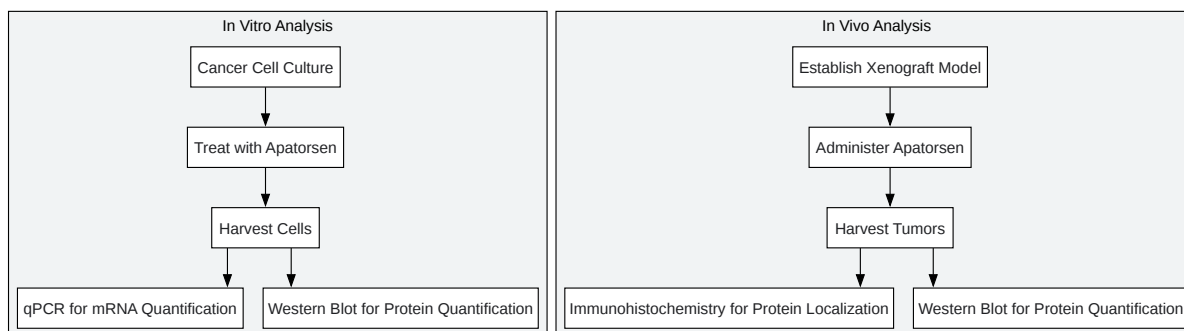 In Vitro Analysis
Cancer Cell Culture
Treat with Apatorsen
Harvest Cells
qPCR for mRNA Quantification
Western Blot for Protein Quantification
In Vivo Analysis
Establish Xenograft Model
Administer Apatorsen
Harvest Tumors
Immunohistochemistry for Protein Localization
Western Blot for Protein Quantification